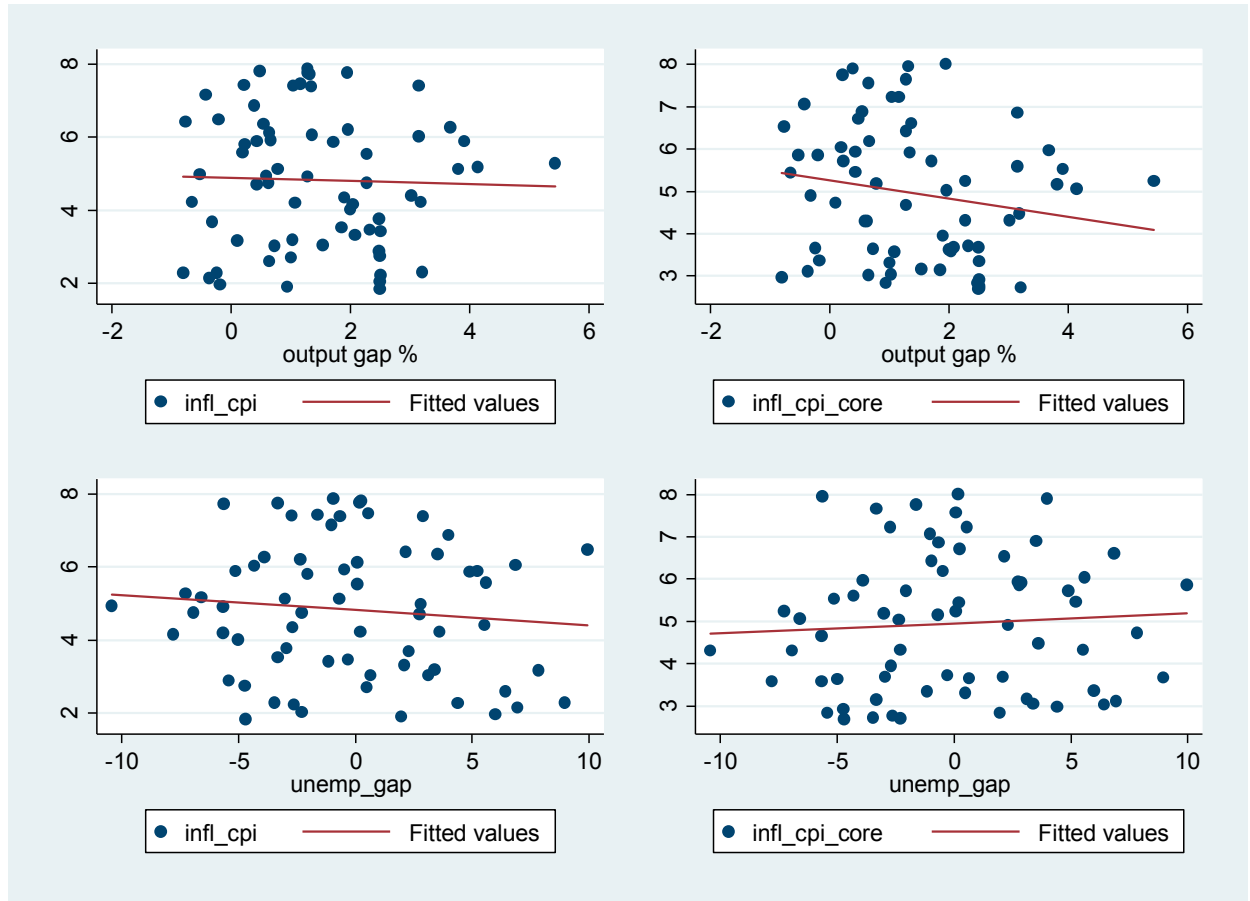 8
6
4
2
-2 0 2 4 6
output gap %
infl_cpi Fitted values
8
7
6
5
4
3
-2 0 2 4 6
output gap %
infl_cpi_core Fitted values
8
6
4
2
-10 -5 0 5 10
unemp_gap
infl_cpi Fitted values
8
7
6
5
4
3
-10 -5 0 5 10
unemp_gap
infl_cpi_core Fitted values